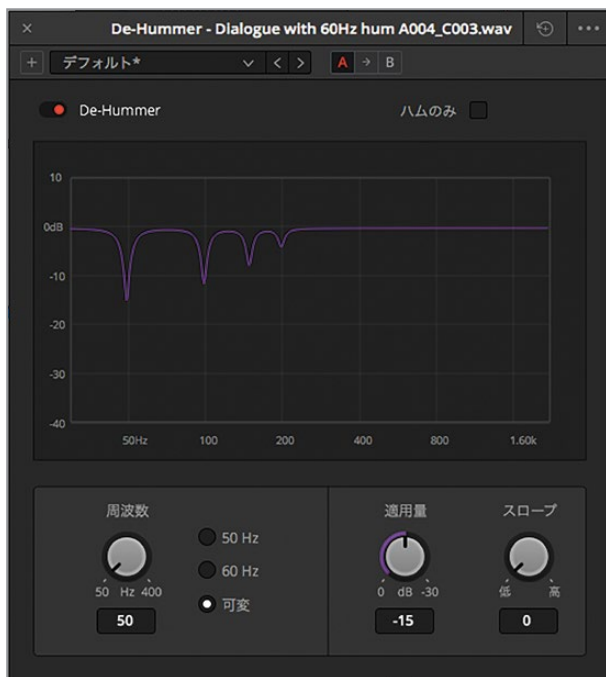 × De-Hummer - Dialogue with 60Hz hum A004_C003.wav •••
+ デフォルト* < > A → B
De-Hummer ハムのみ
10
0dB
-10
-20
-30
-40
50Hz 100 200 400 800 1.60k
周波数 適用量 スロープ
50 Hz
60 Hz
可変
50 Hz 400 0 dB -30 低 高
50 -15 0